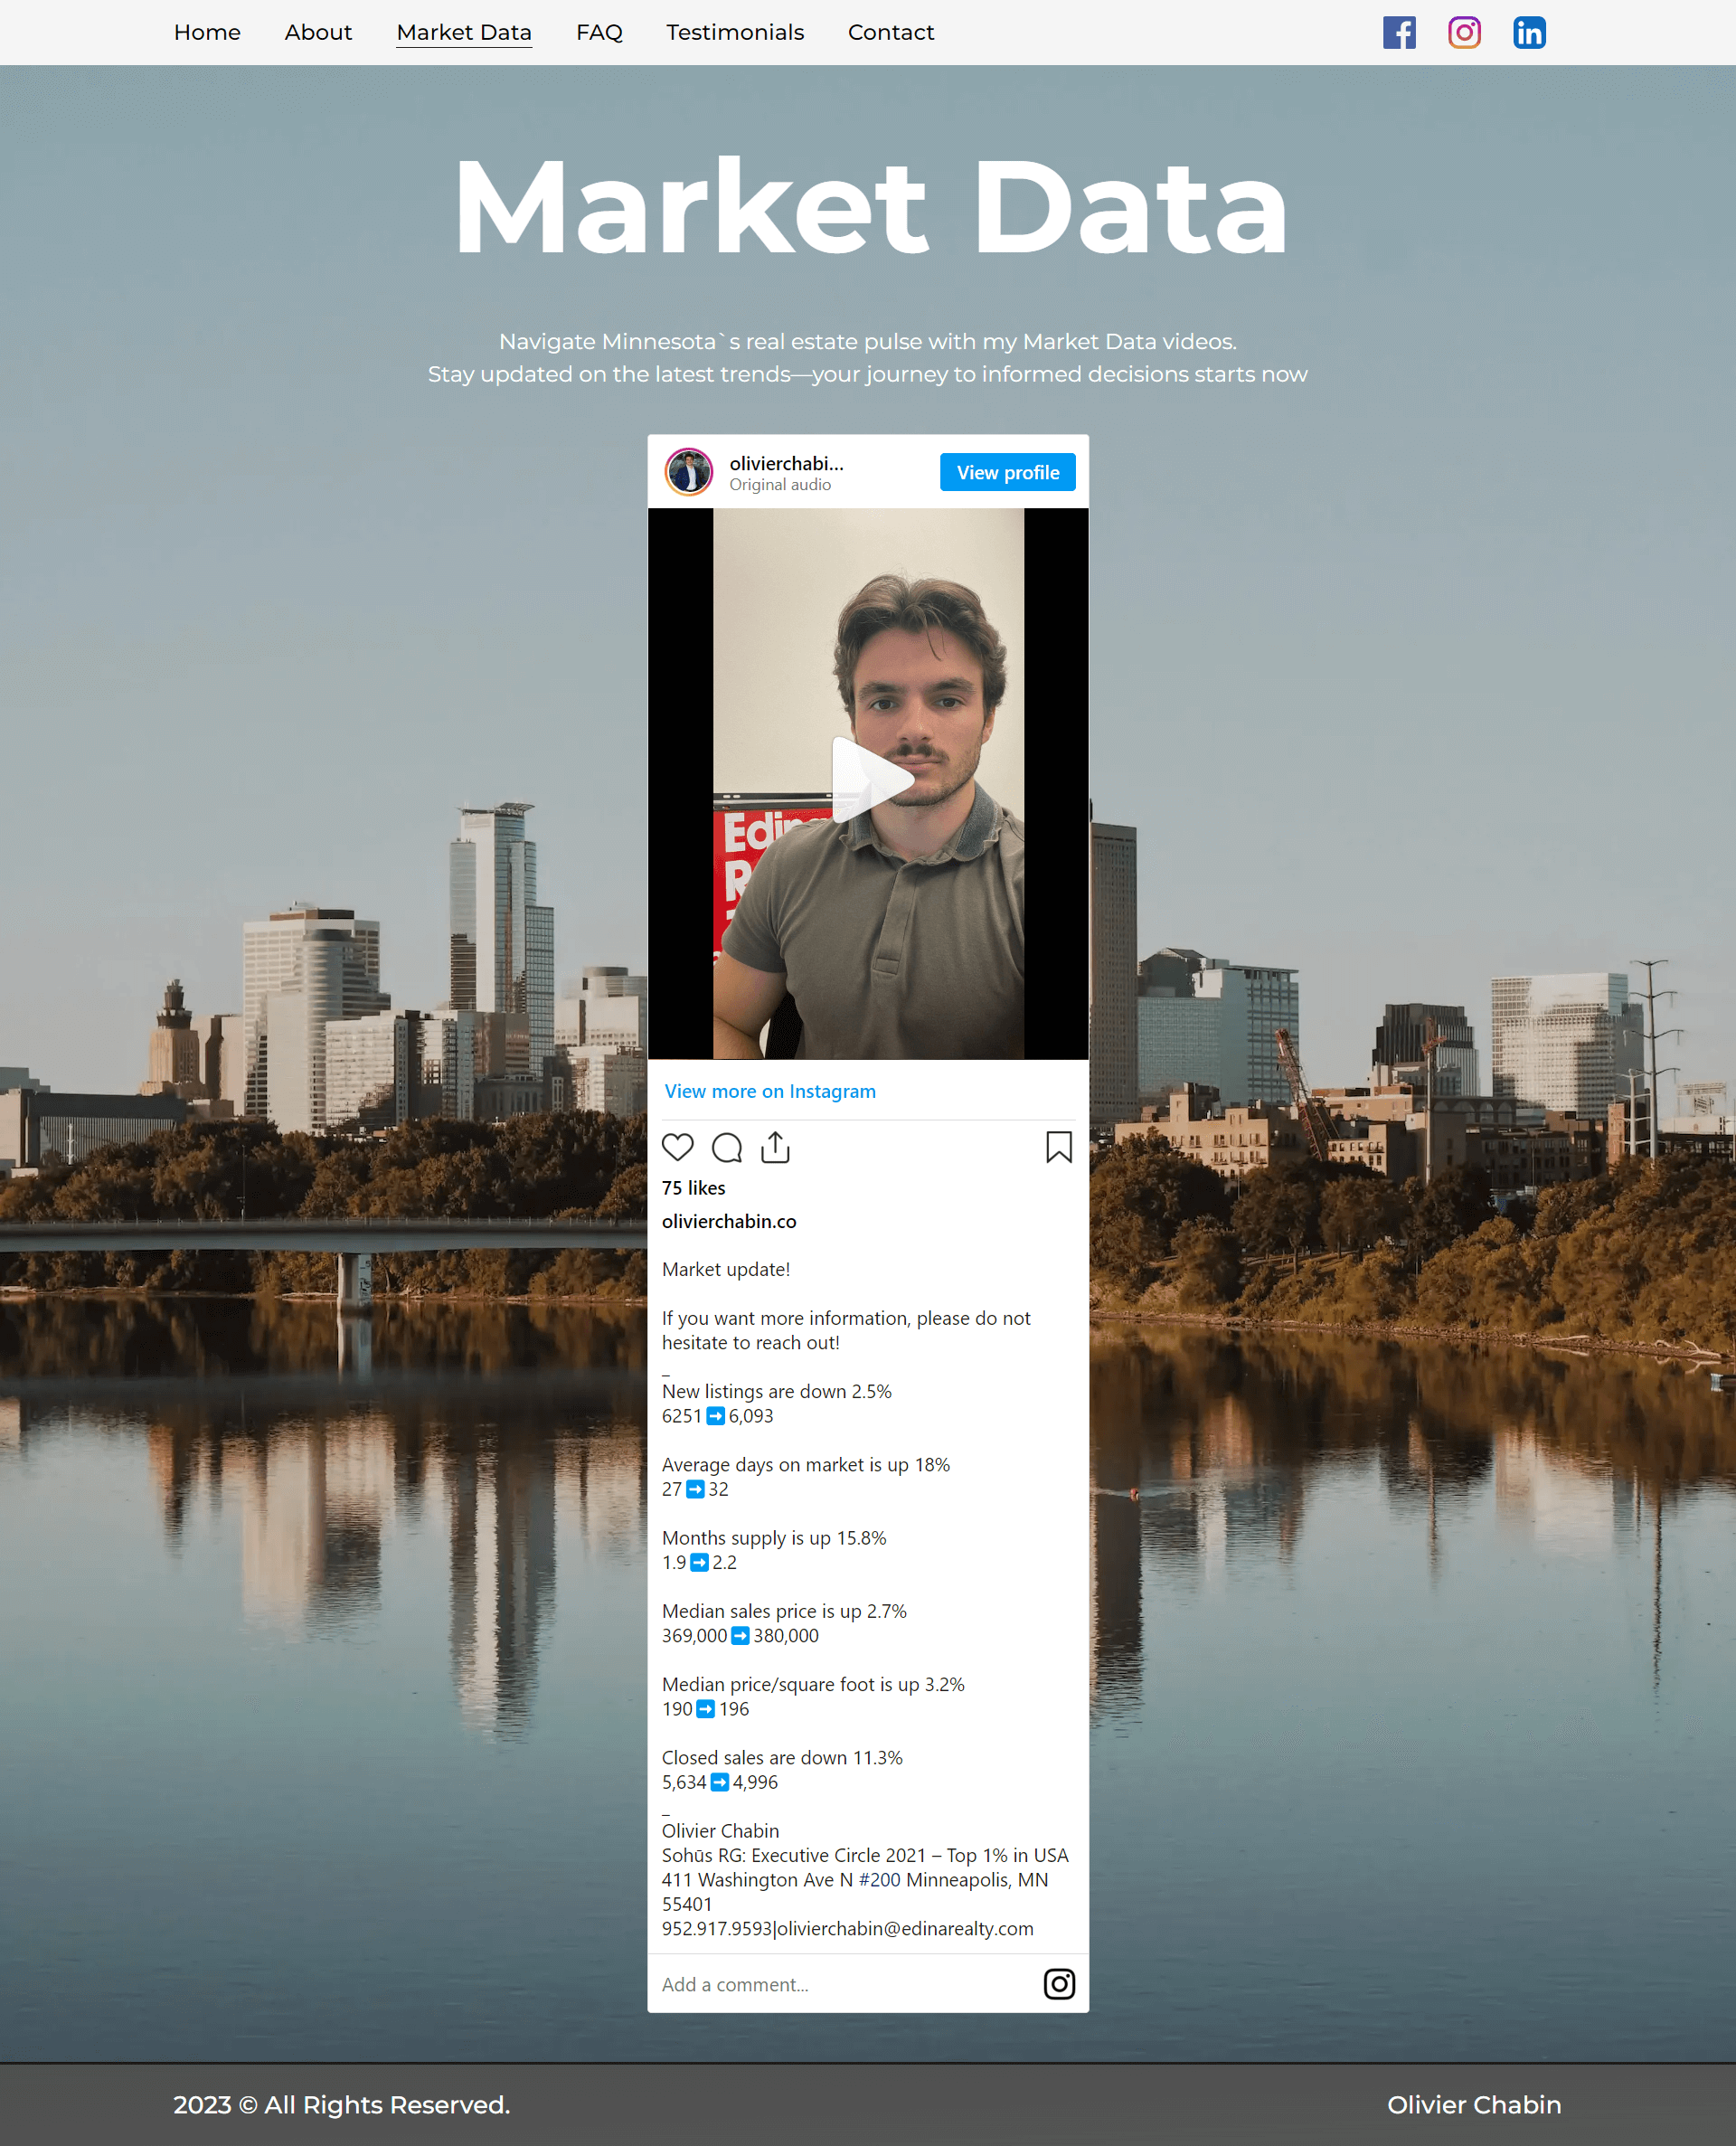 Home About Market Data FAQ Testimonials Contact
Market Data
Navigate Minnesota`s real estate pulse with my Market Data videos.
Stay updated on the latest trends—your journey to informed decisions starts now
olivierchabi...
Original audio
View profile
View more on Instagram
75 likes
olivierchabin.co
Market update!
If you want more information, please do not
hesitate to reach out!
_
New listings are down 2.5%
6251➡️6,093
Average days on market is up 18%
27➡️32
Months supply is up 15.8%
1.9➡️2.2
Median sales price is up 2.7%
369,000➡️380,000
Median price/square foot is up 3.2%
190➡️196
Closed sales are down 11.3%
5,634➡️4,996
_
Olivier Chabin
Sohūs RG: Executive Circle 2021 – Top 1% in USA
411 Washington Ave N #200 Minneapolis, MN
55401
952.917.9593|olivierchabin@edinarealty.com
Add a comment...
2023 © All Rights Reserved.
Olivier Chabin